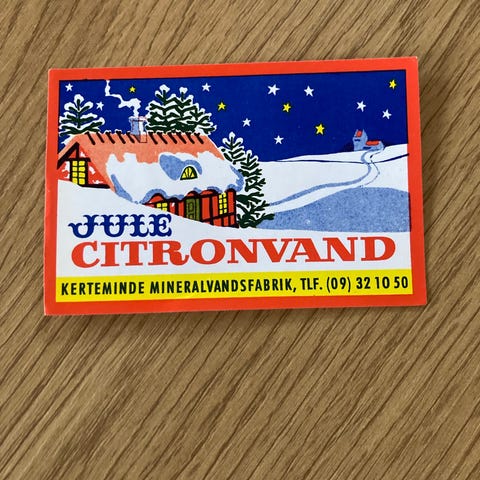 JULE
CITRONVAND
KERTEMINDE MINERALVANDSFABRIK, TLF. (09) 32 10 50